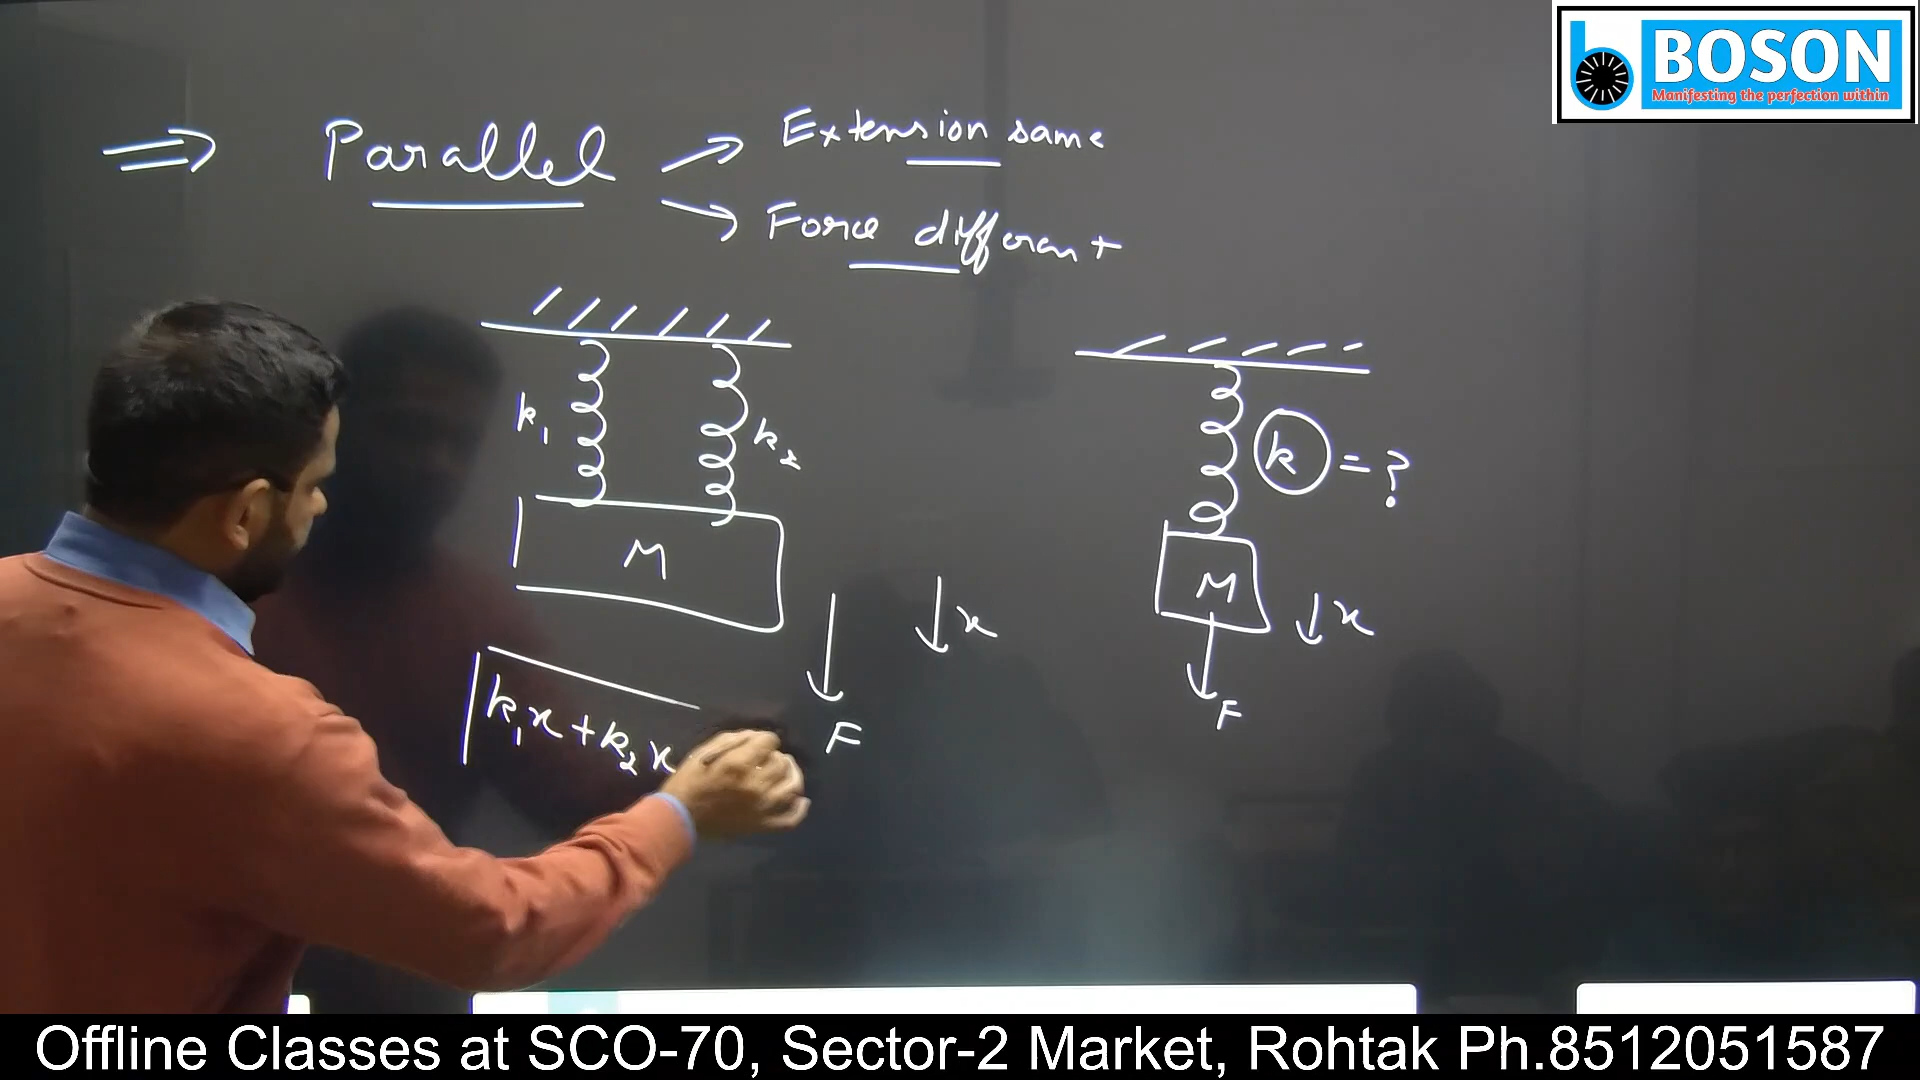 BOSON
Manifesting the perfection within
⇒ Parallel
Extension same
Force different
k₁
k₂
k = ?
M
M
x
x
F
F
k₁x + k₂x
Offline Classes at SCO-70, Sector-2 Market, Rohtak Ph.8512051587